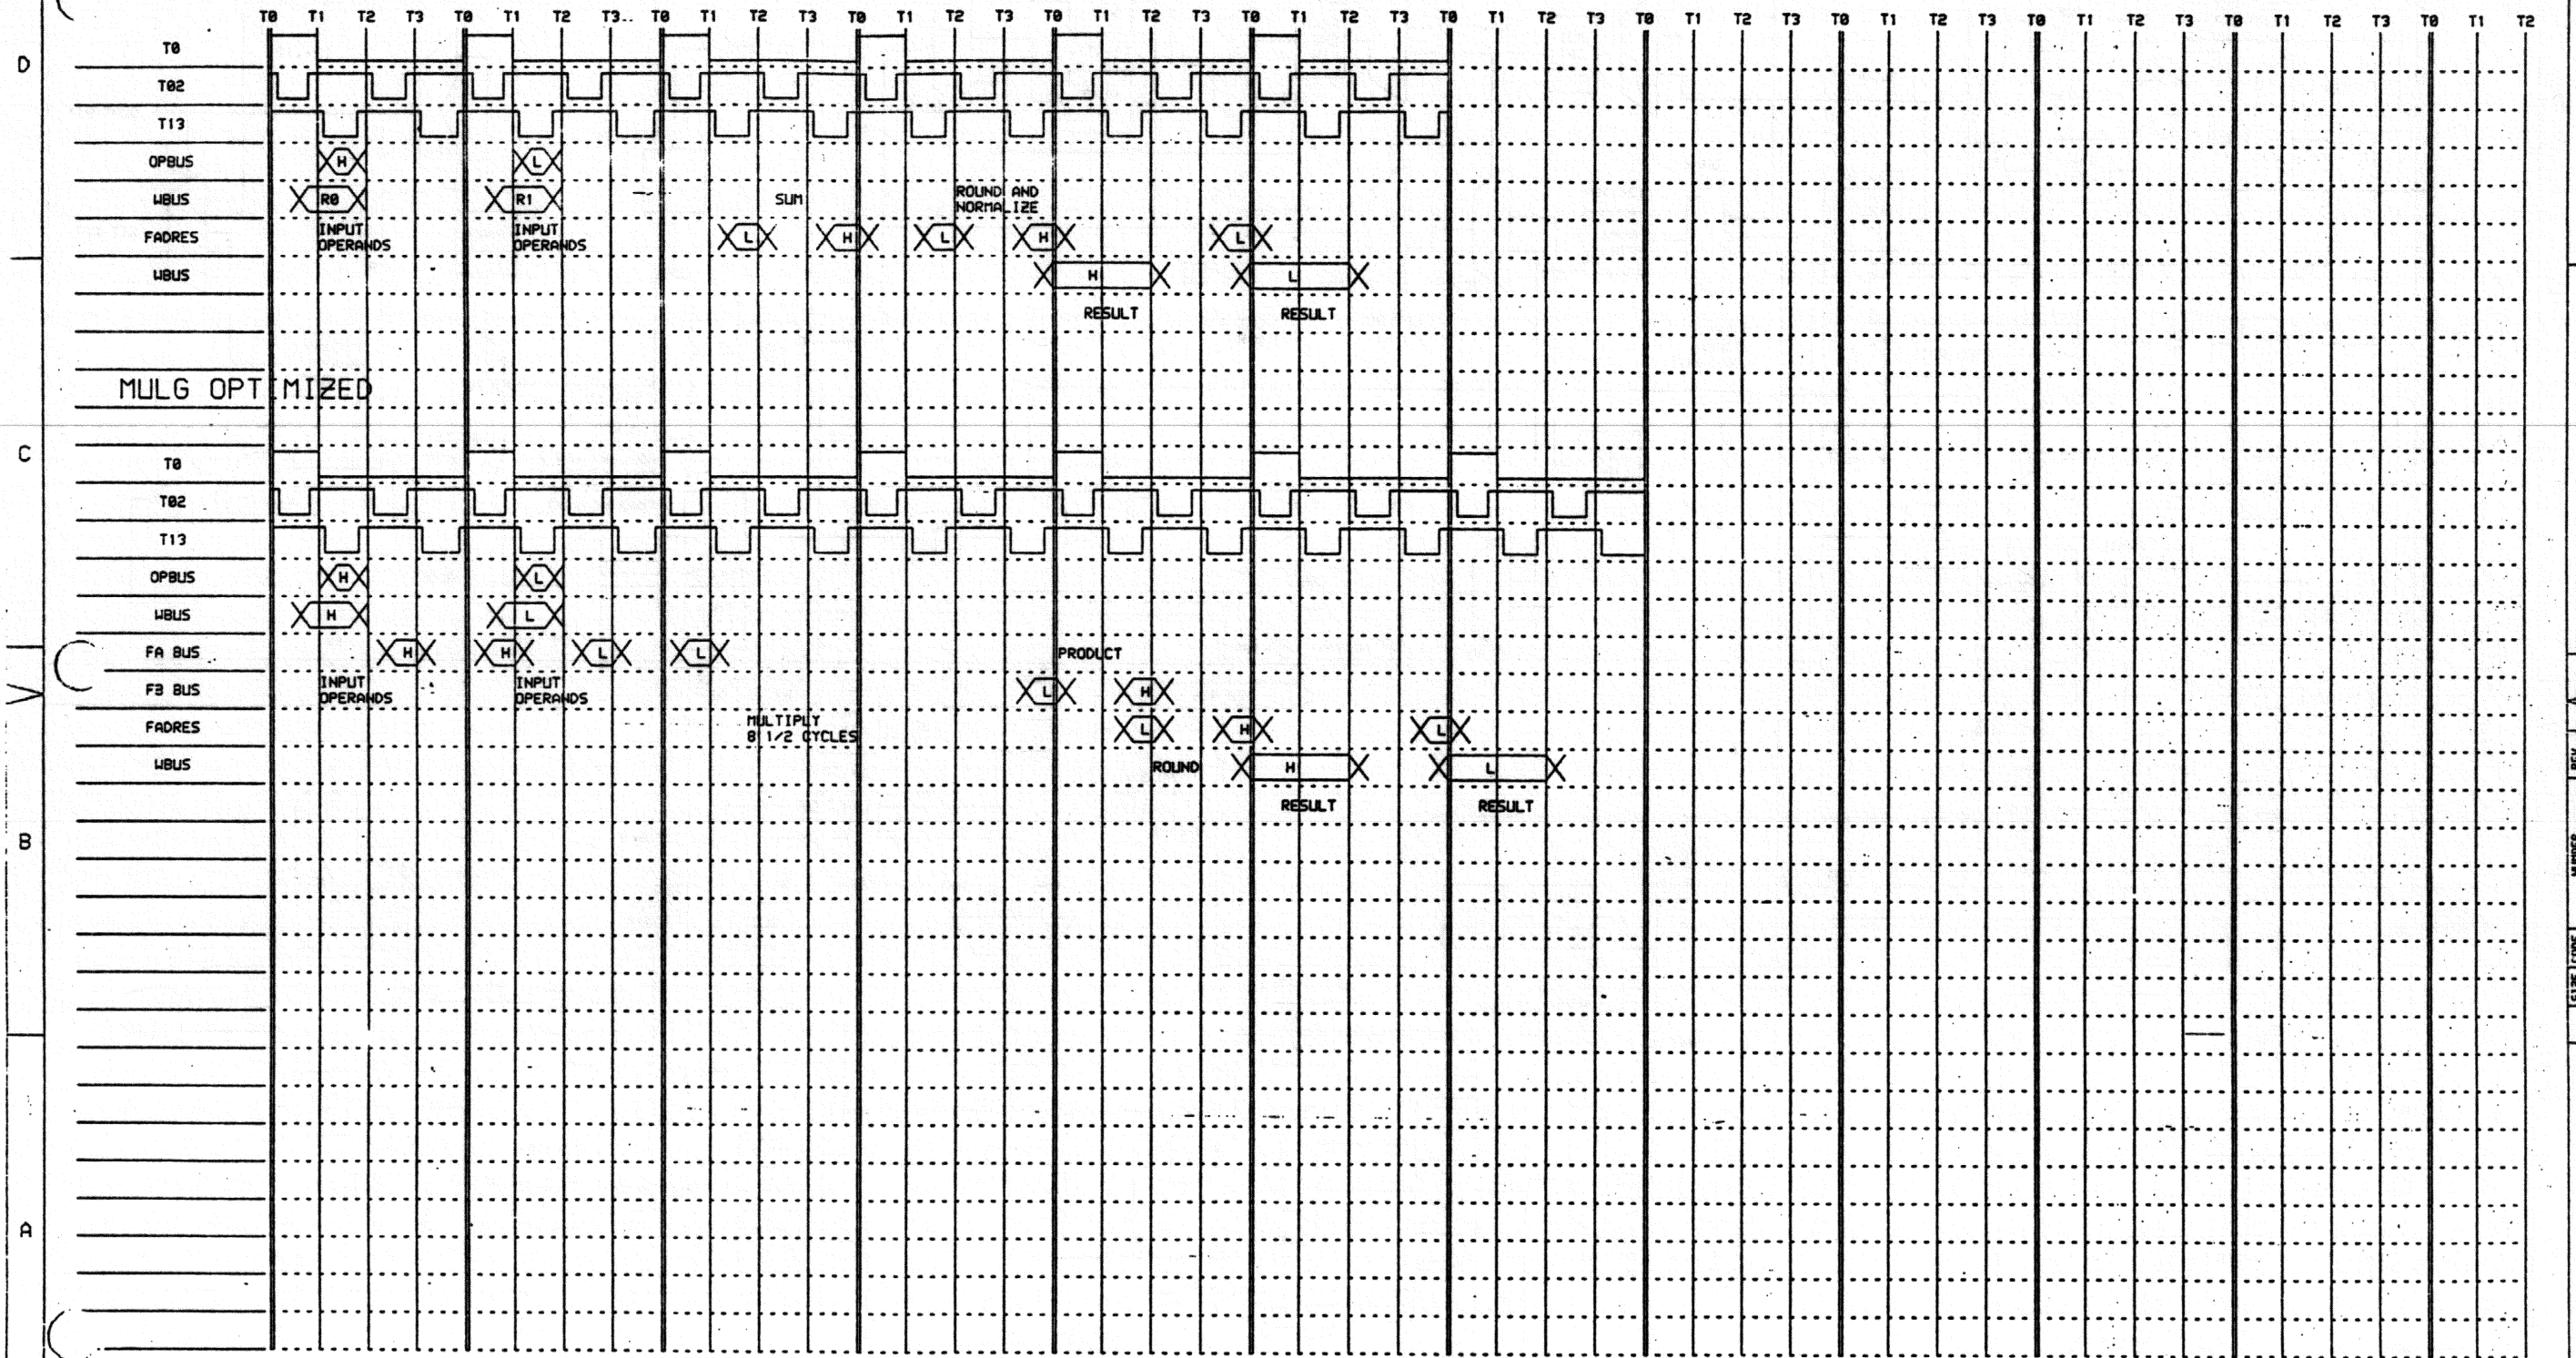 T0 T1 T2 T3 T0 T1 T2 T3 T0 T1 T2 T3 T0 T1 T2 T3 T0 T1 T2 T3 T0 T1 T2 T3 T0 T1 T2 T3 T0 T1 T2 T3 T0 T1 T2 T3 T0 T1 T2 T3 T0 T1 T2 T3 T0 T1 T2
D
T0
T02
T13
OPBUS H L
WBUS R0 R1 SUM ROUND AND
NORMALIZE
FADRES INPUT INPUT L H L H L
OPERANDS OPERANDS
WBUS H L
RESULT RESULT
MULG OPTIMIZED
C
T0
T02
T13
OPBUS H L
WBUS H L
FA BUS H H L L PRODUCT
FB BUS INPUT INPUT L H
OPERANDS OPERANDS
FADRES MULTIPLY L H L
8 1/2 CYCLES
WBUS ROUND H L
RESULT RESULT
B
A
REV
NUMBER
SIZE CODE